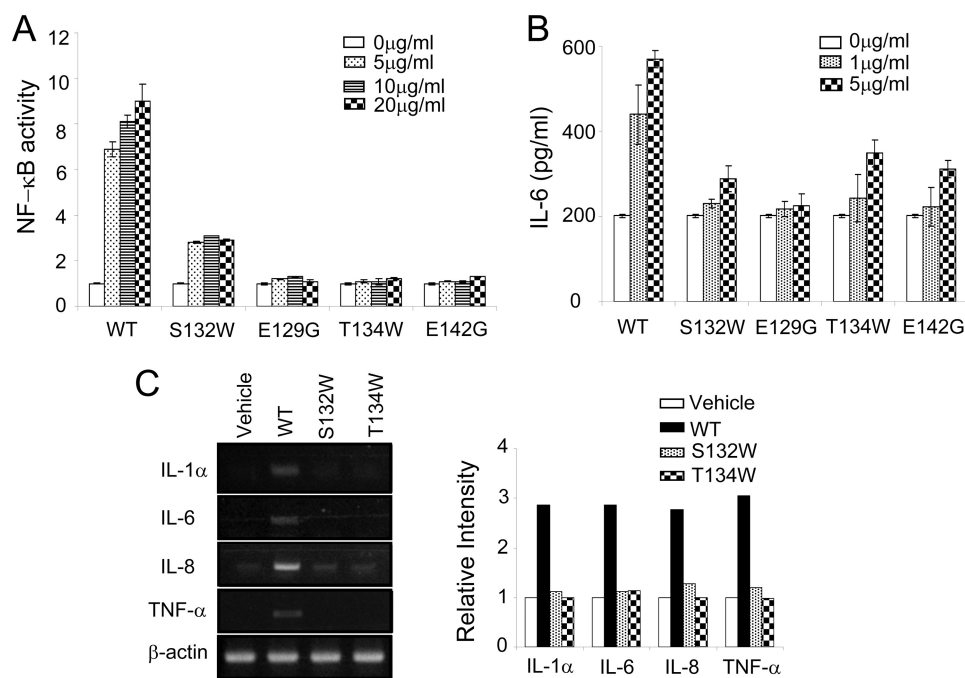 A
NF–κB activity
12
10
8
6
4
2
0
0μg/ml
5μg/ml
10μg/ml
20μg/ml
WT S132W E129G T134W E142G
B
IL-6 (pg/ml)
600
400
200
0
0μg/ml
1μg/ml
5μg/ml
WT S132W E129G T134W E142G
C
Vehicle
WT
S132W
T134W
IL-1α
IL-6
IL-8
TNF-α
β-actin
Relative Intensity
4
3
2
1
0
Vehicle
WT
S132W
T134W
IL-1α IL-6 IL-8 TNF-α